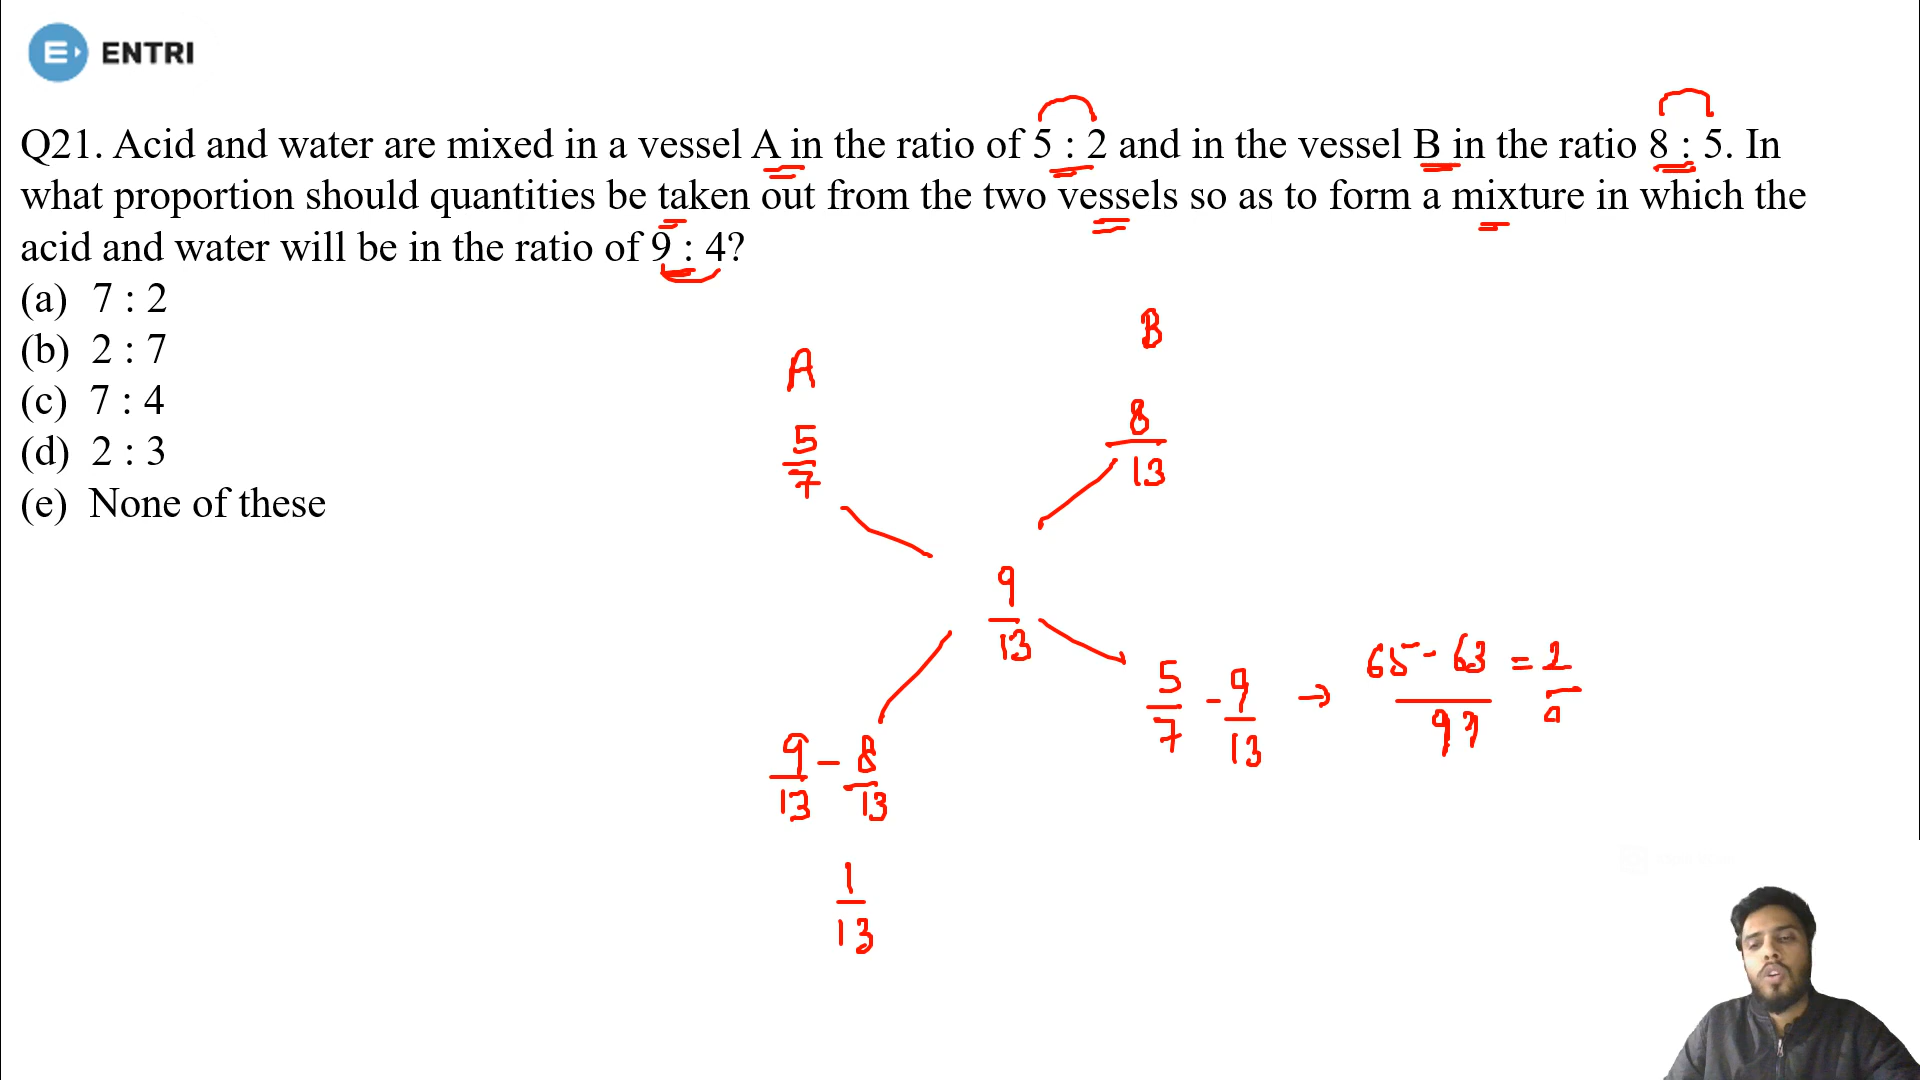 ENTRI
Q21. Acid and water are mixed in a vessel A in the ratio of 5 : 2 and in the vessel B in the ratio 8 : 5. In
what proportion should quantities be taken out from the two vessels so as to form a mixture in which the
acid and water will be in the ratio of 9 : 4?
(a) 7 : 2
(b) 2 : 7
(c) 7 : 4
(d) 2 : 3
(e) None of these
A
B
5/7
8/13
9/13
5/7 - 9/13 → 65 - 63 / 91 = 2
9/13 - 8/13
1/13